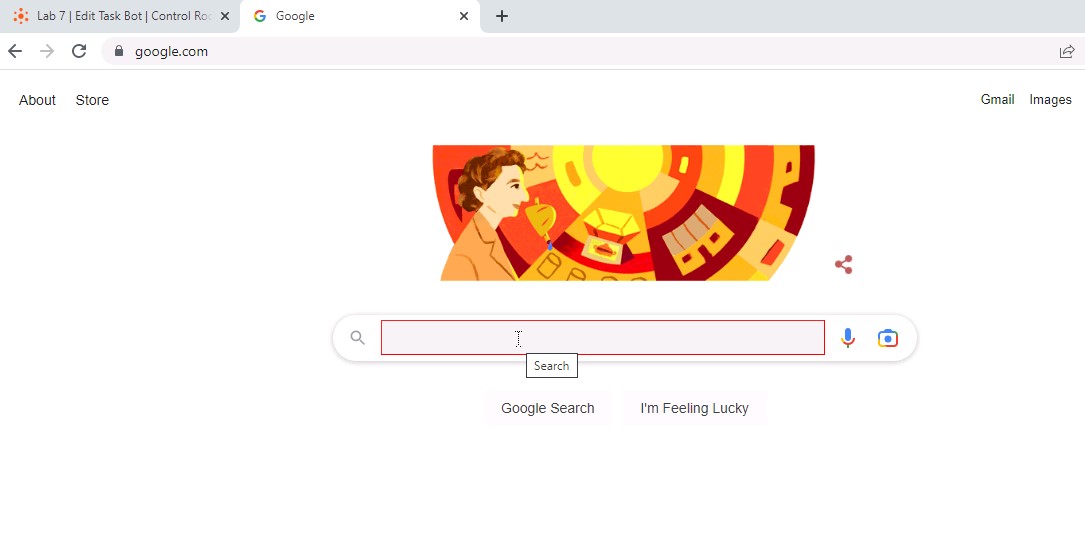 Lab 7 | Edit Task Bot | Control Ro
Google
google.com
About Store
Gmail Images
Search
Google Search I'm Feeling Lucky